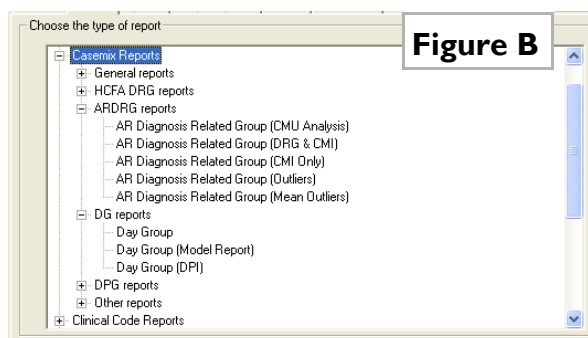 Choose the type of report
Figure B
Casemix Reports
General reports
HCFA DRG reports
ARDRG reports
AR Diagnosis Related Group (CMU Analysis)
AR Diagnosis Related Group (DRG & CMI)
AR Diagnosis Related Group (CMI Only)
AR Diagnosis Related Group (Outliers)
AR Diagnosis Related Group (Mean Outliers)
DG reports
Day Group
Day Group (Model Report)
Day Group (DPI)
DPG reports
Other reports
Clinical Code Reports